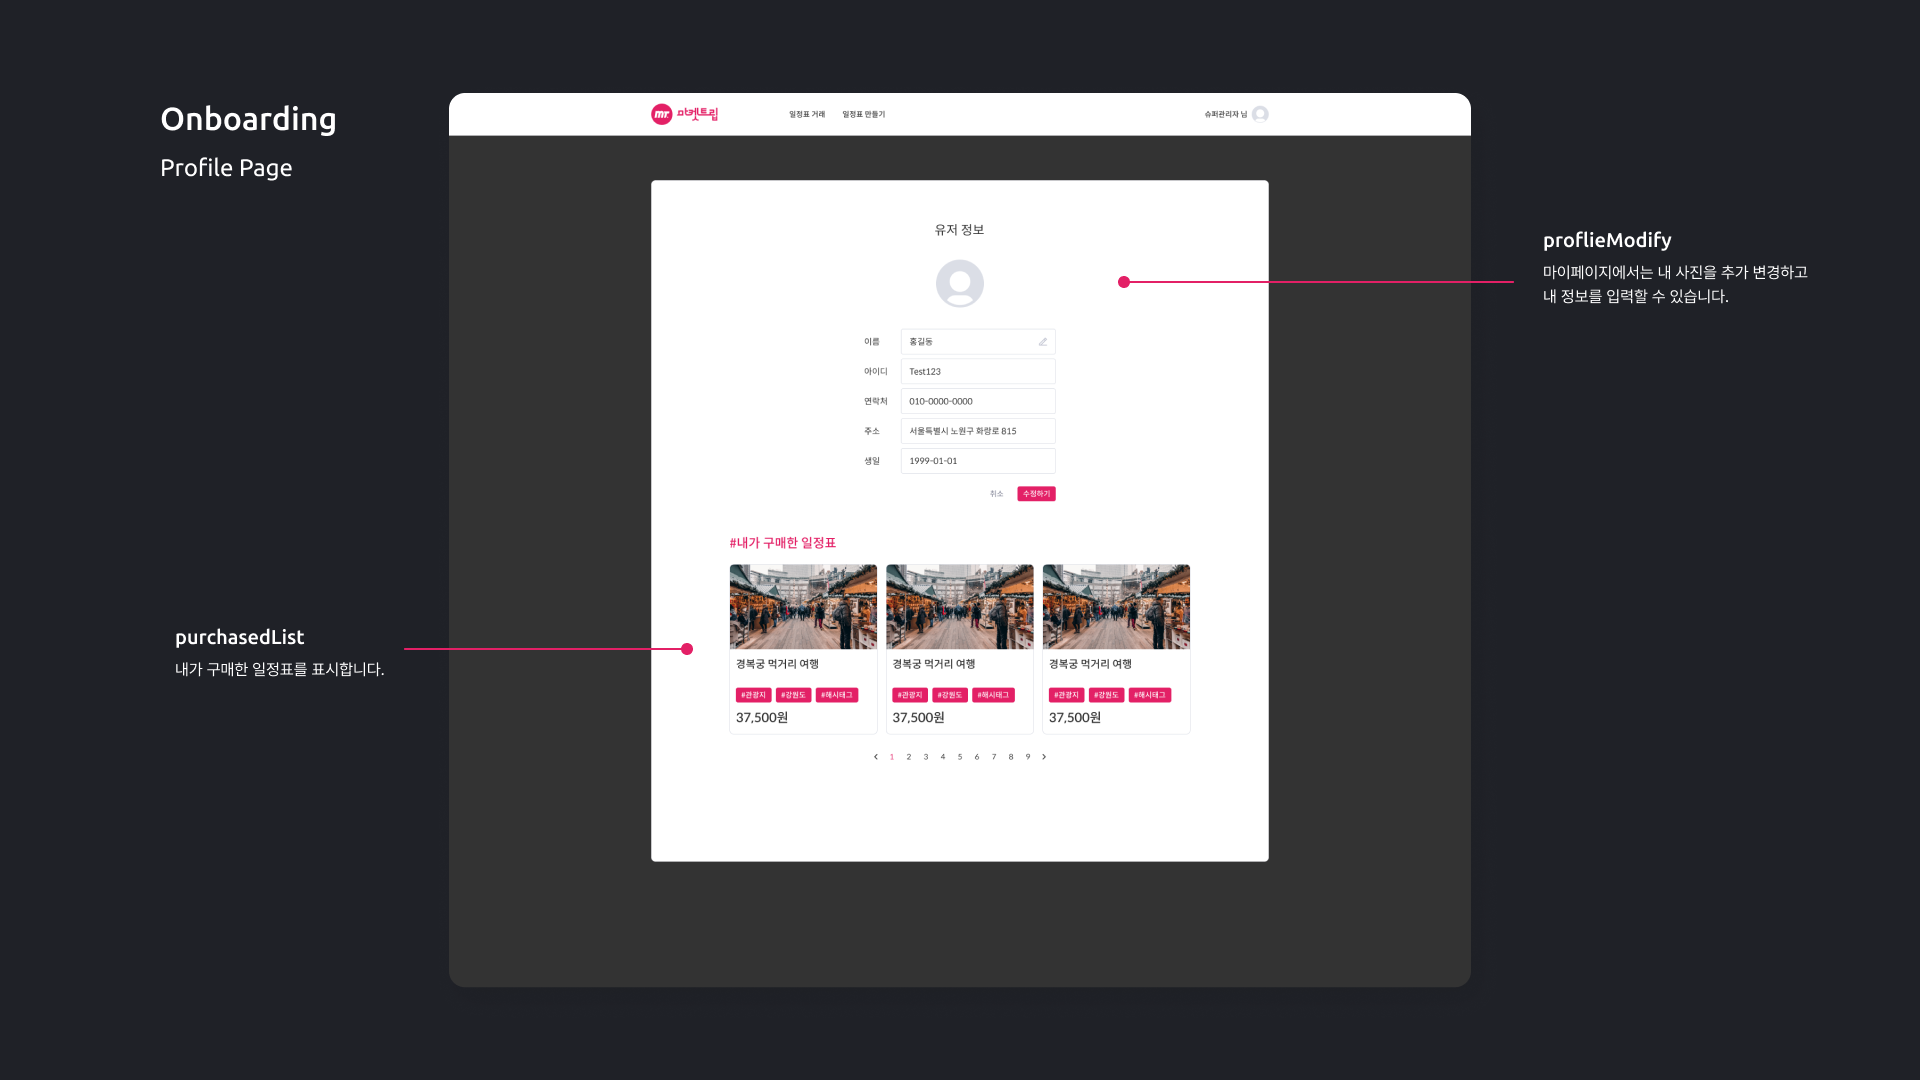 Onboarding
Profile Page
mr. 마켓트립
일정표 거래 일정표 만들기
슈퍼관리자 님
유저 정보
이름 홍길동
아이디 Test123
연락처 010-0000-0000
주소 서울특별시 노원구 화랑로 815
생일 1999-01-01
취소 수정하기
proflieModify
마이페이지에서는 내 사진을 추가 변경하고
내 정보를 입력할 수 있습니다.
#내가 구매한 일정표
경복궁 먹거리 여행
#관광지 #강원도 #해시태그
37,500원
경복궁 먹거리 여행
#관광지 #강원도 #해시태그
37,500원
경복궁 먹거리 여행
#관광지 #강원도 #해시태그
37,500원
< 1 2 3 4 5 6 7 8 9 >
purchasedList
내가 구매한 일정표를 표시합니다.